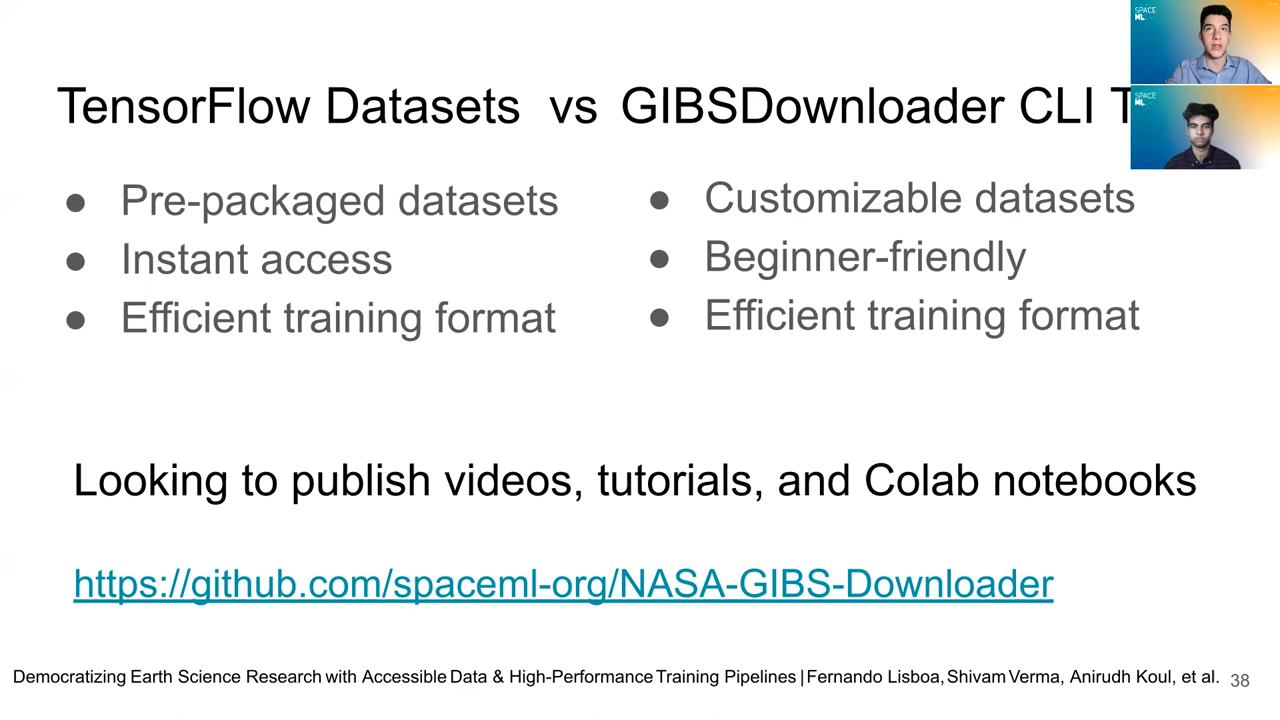 TensorFlow Datasets vs GIBSDownloader CLI T
● Pre-packaged datasets
● Instant access
● Efficient training format
● Customizable datasets
● Beginner-friendly
● Efficient training format
Looking to publish videos, tutorials, and Colab notebooks
https://github.com/spaceml-org/NASA-GIBS-Downloader
Democratizing Earth Science Research with Accessible Data & High-Performance Training Pipelines | Fernando Lisboa, Shivam Verma, Anirudh Koul, et al. 38
SPACE
ML
SPACE
ML